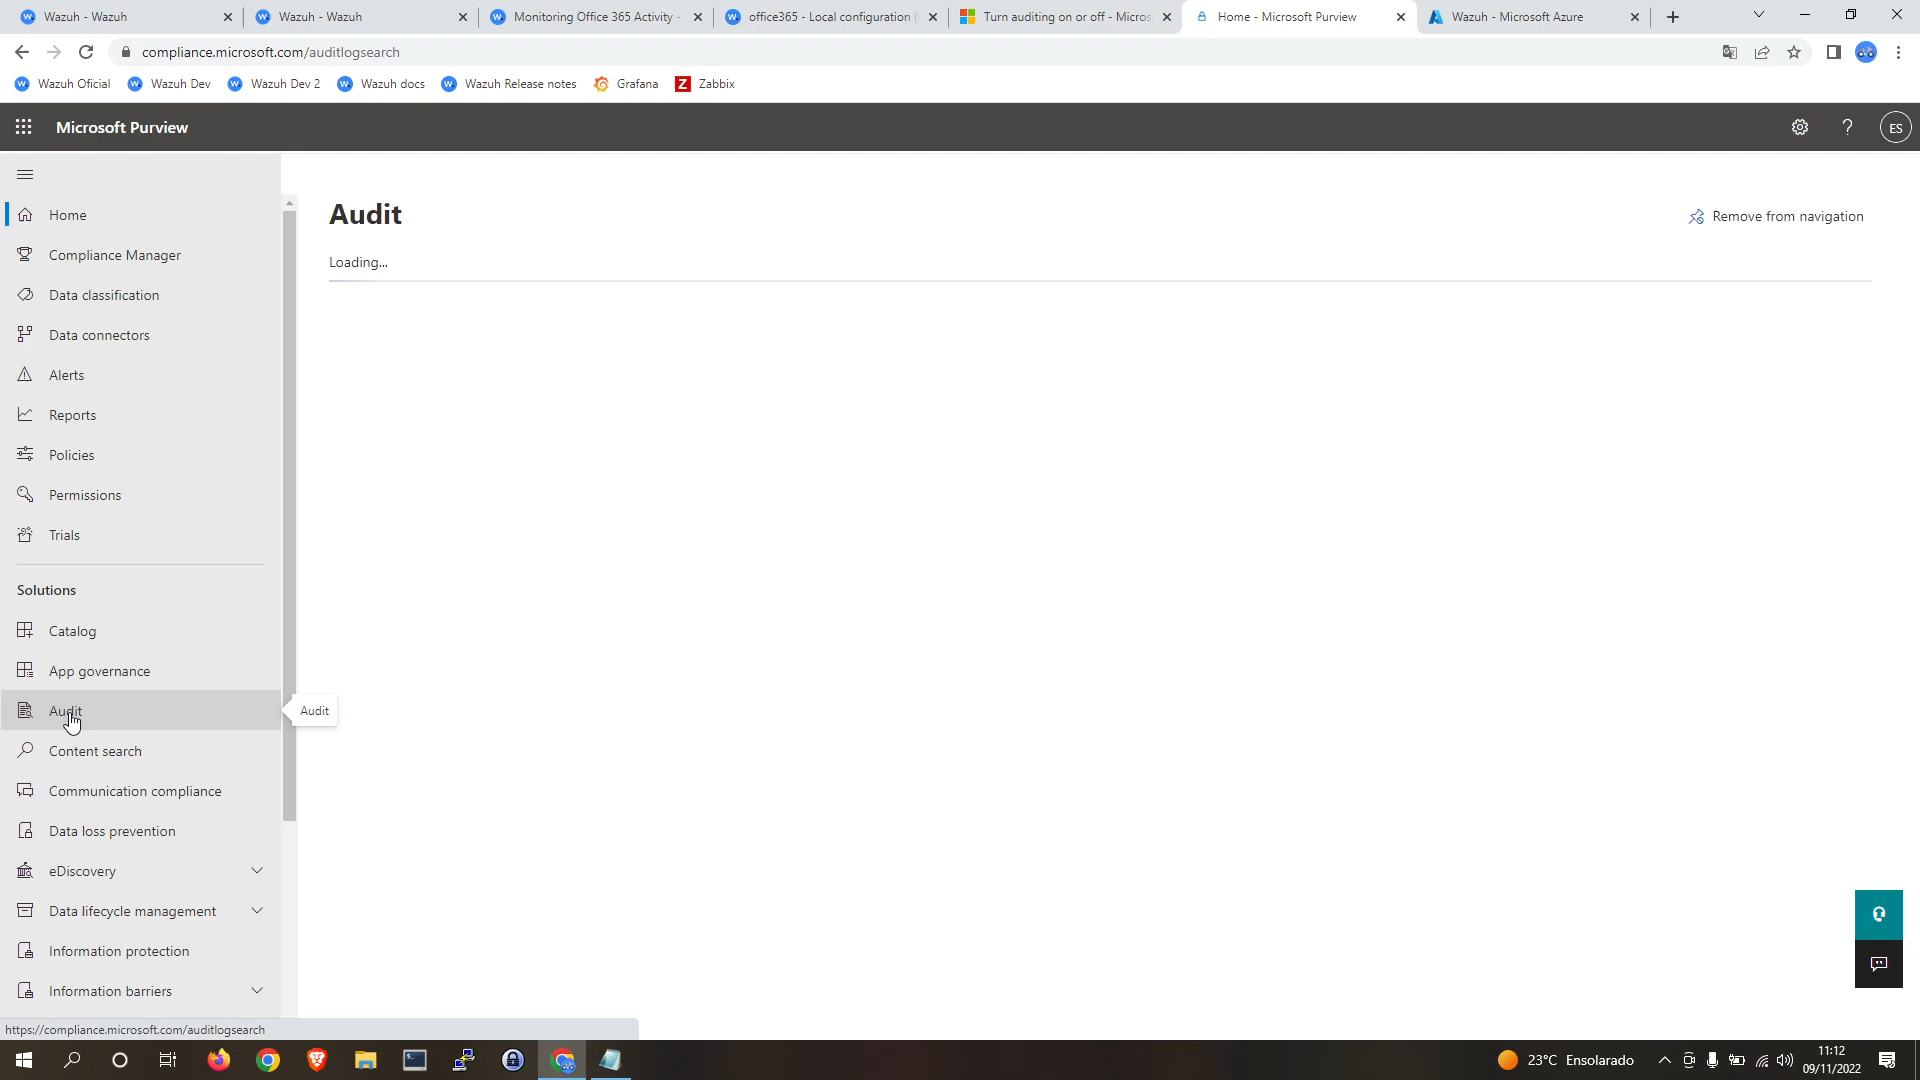 Wazuh - Wazuh
Wazuh - Wazuh
Monitoring Office 365 Activity -
office365 - Local configuration (
Turn auditing on or off - Micros
Home - Microsoft Purview
Wazuh - Microsoft Azure
compliance.microsoft.com/auditlogsearch
Wazuh Oficial
Wazuh Dev
Wazuh Dev 2
Wazuh docs
Wazuh Release notes
Grafana
Z Zabbix
Microsoft Purview
?
ES
Home
Audit
Remove from navigation
Compliance Manager
Loading...
Data classification
Data connectors
Alerts
Reports
Policies
Permissions
Trials
Solutions
Catalog
App governance
Audit
Audit
Content search
Communication compliance
Data loss prevention
eDiscovery
Data lifecycle management
Information protection
Information barriers
https://compliance.microsoft.com/auditlogsearch
23°C Ensolarado
11:12
09/11/2022